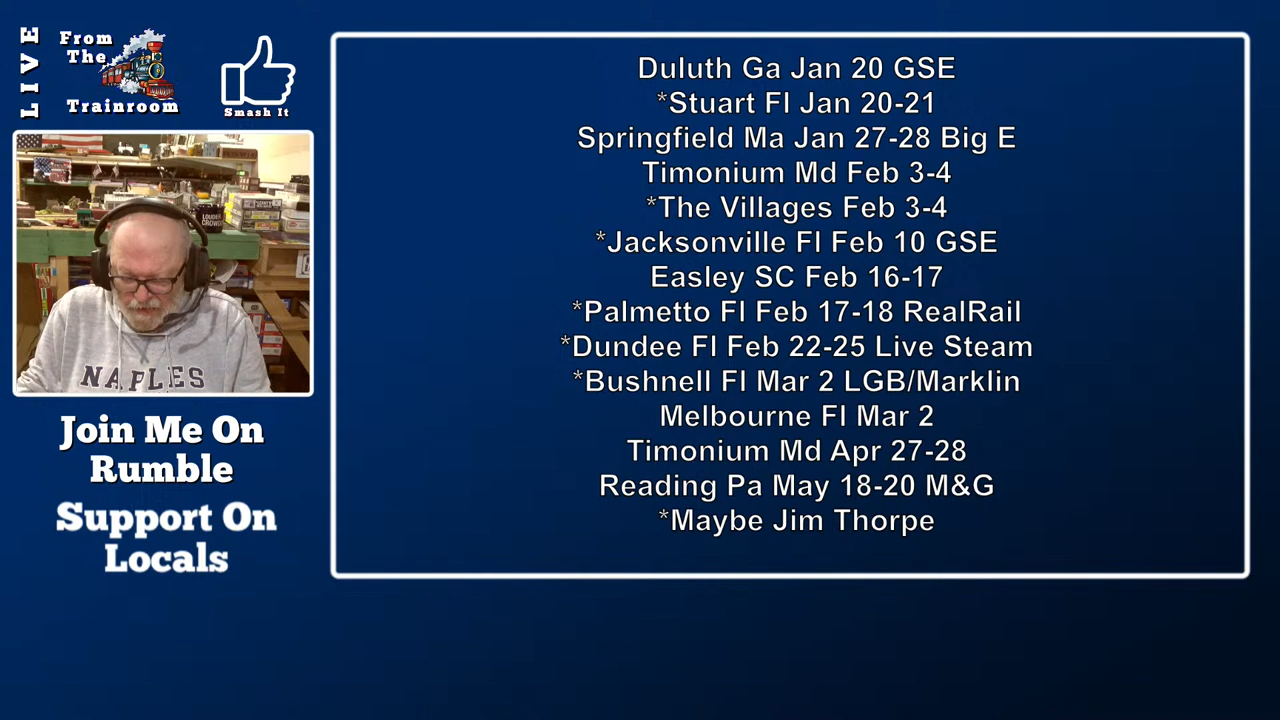 LIVE
From
The
Trainroom
Smash It
LOUDER
CROWD
NAPLES
Join Me On
Rumble
Support On
Locals
Duluth Ga Jan 20 GSE
*Stuart Fl Jan 20-21
Springfield Ma Jan 27-28 Big E
Timonium Md Feb 3-4
*The Villages Feb 3-4
*Jacksonville Fl Feb 10 GSE
Easley SC Feb 16-17
*Palmetto Fl Feb 17-18 RealRail
*Dundee Fl Feb 22-25 Live Steam
*Bushnell Fl Mar 2 LGB/Marklin
Melbourne Fl Mar 2
Timonium Md Apr 27-28
Reading Pa May 18-20 M&G
*Maybe Jim Thorpe